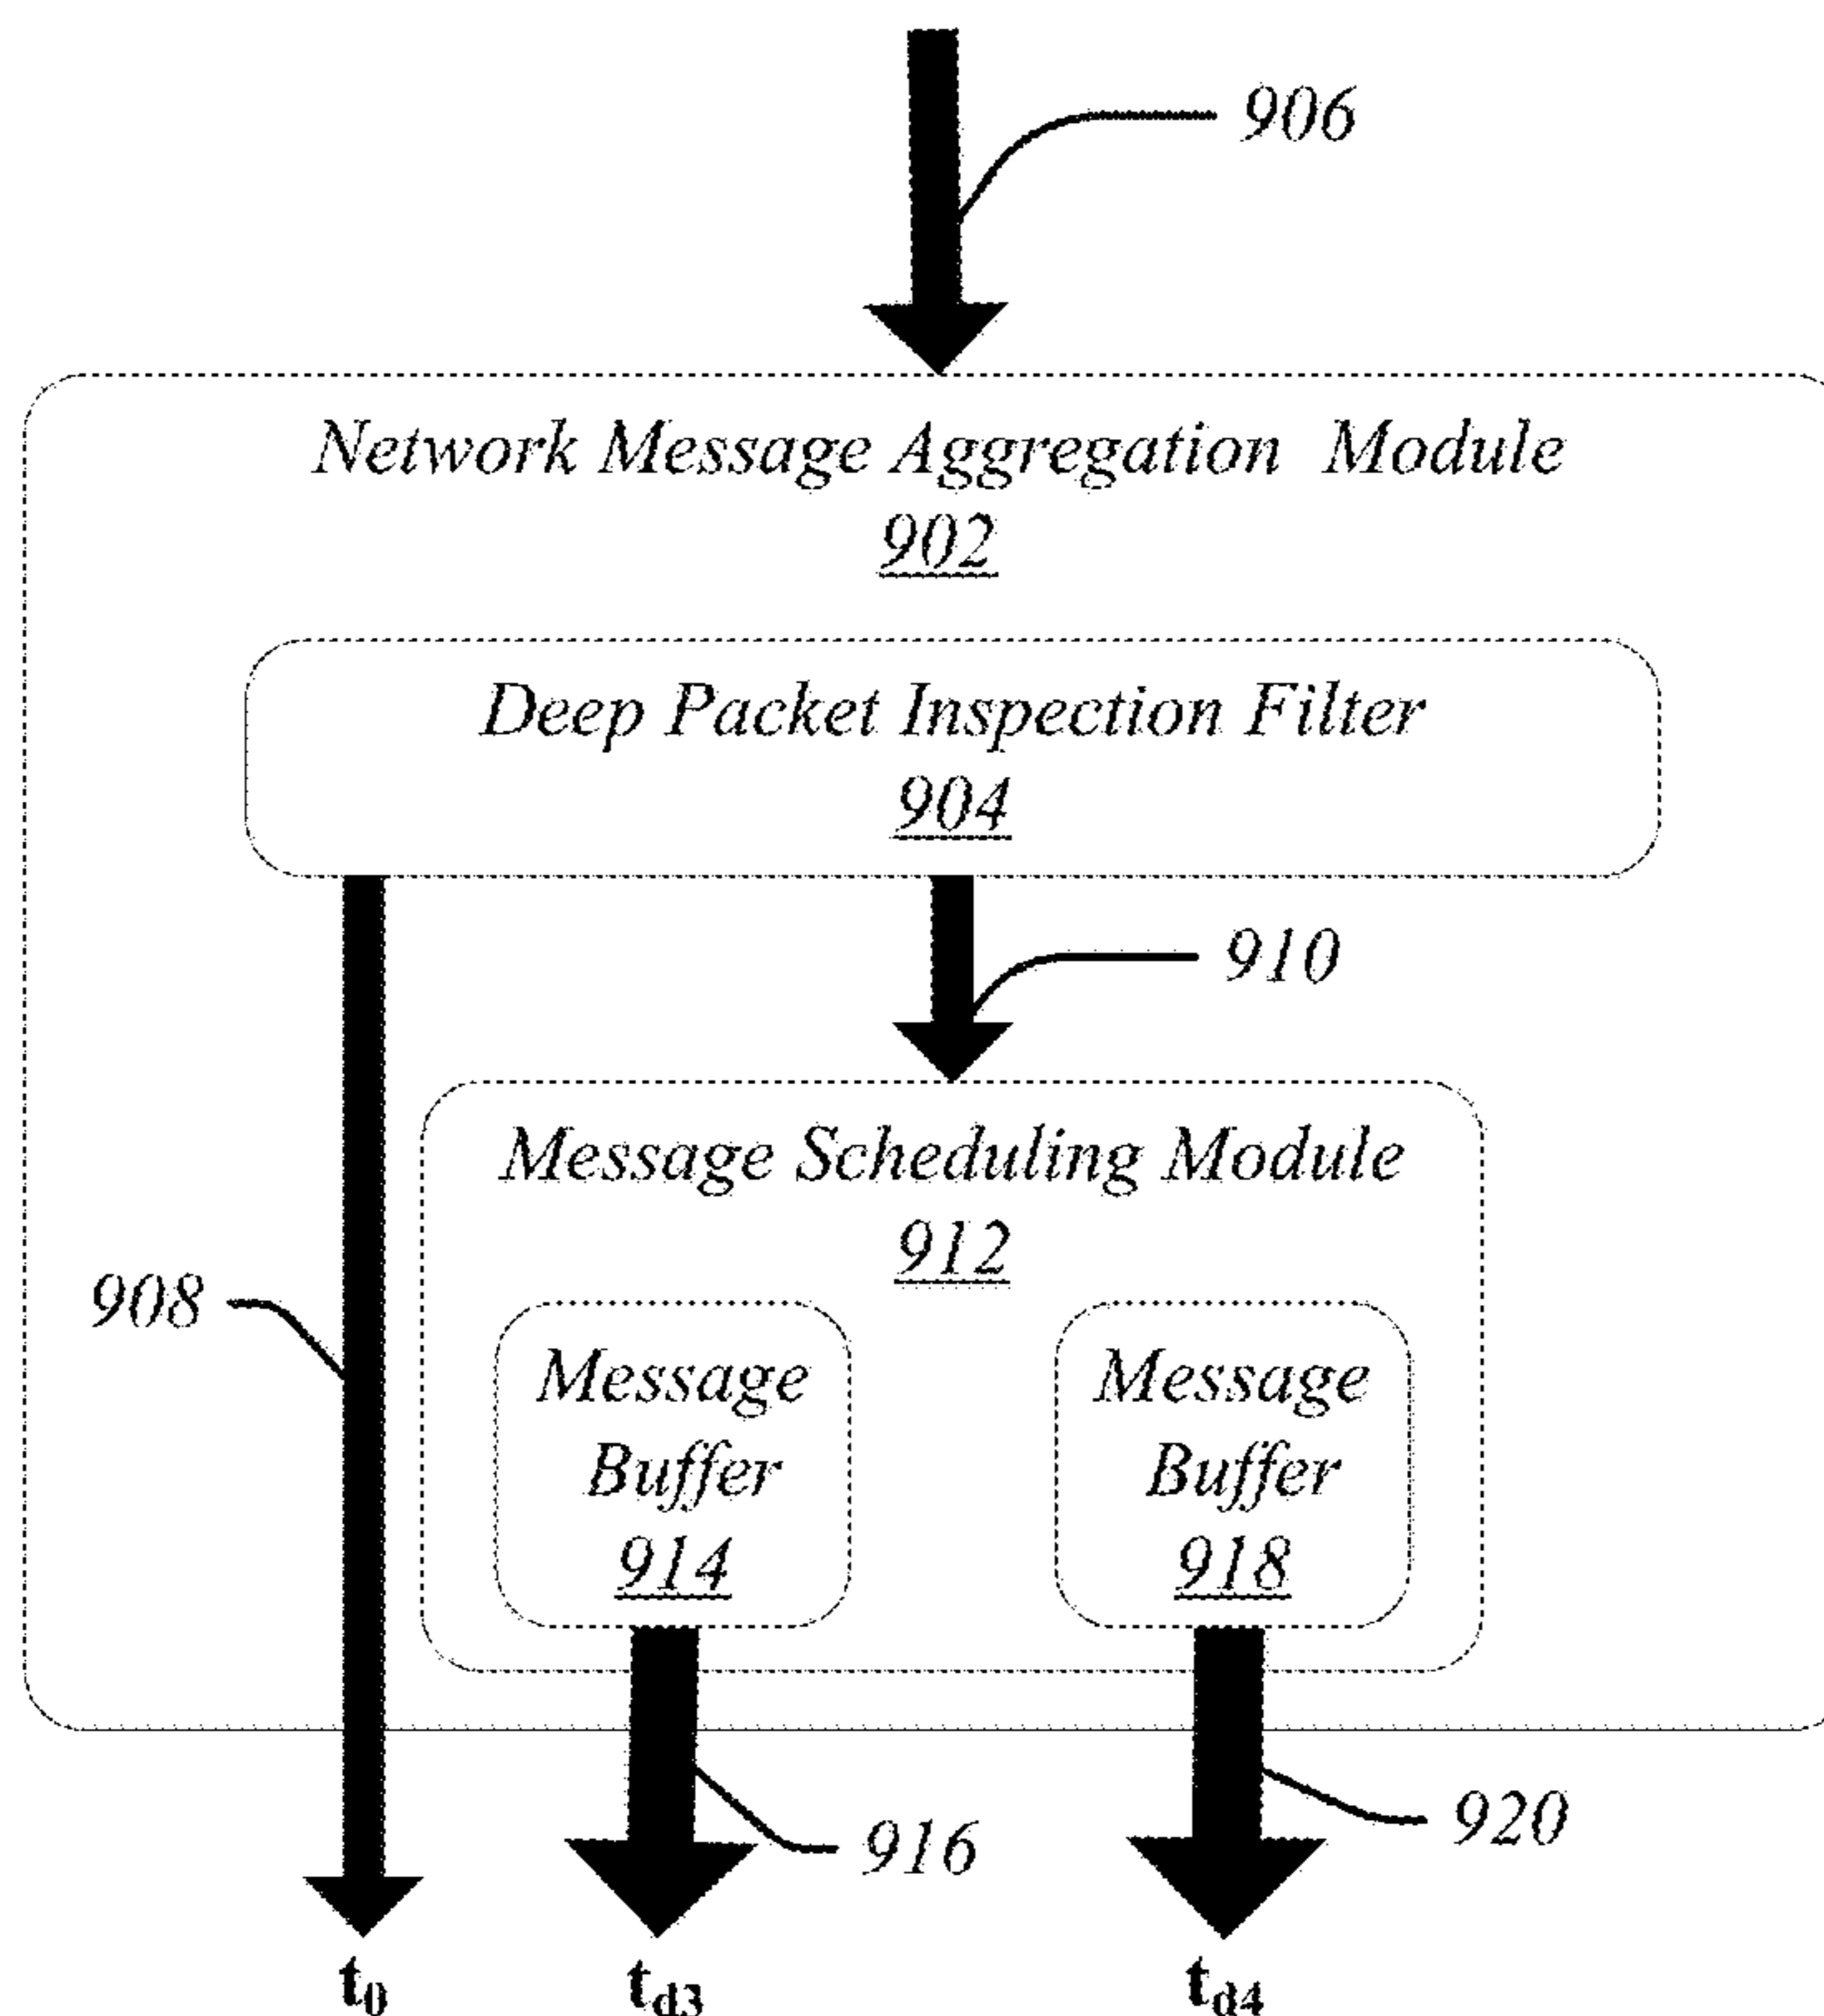 906
Network Message Aggregation Module
902
Deep Packet Inspection Filter
904
910
Message Scheduling Module
912
908
Message
Buffer
914
Message
Buffer
918
920
916
t0
td3
td4